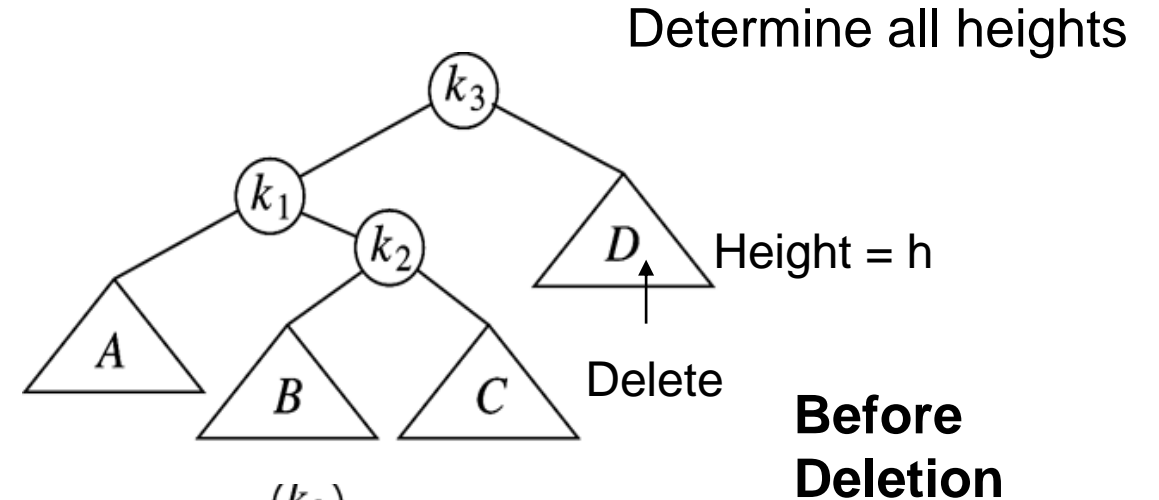 Determine all heights
k3
k1
k2
D
Height = h
A
B
C
Delete
Before
Deletion